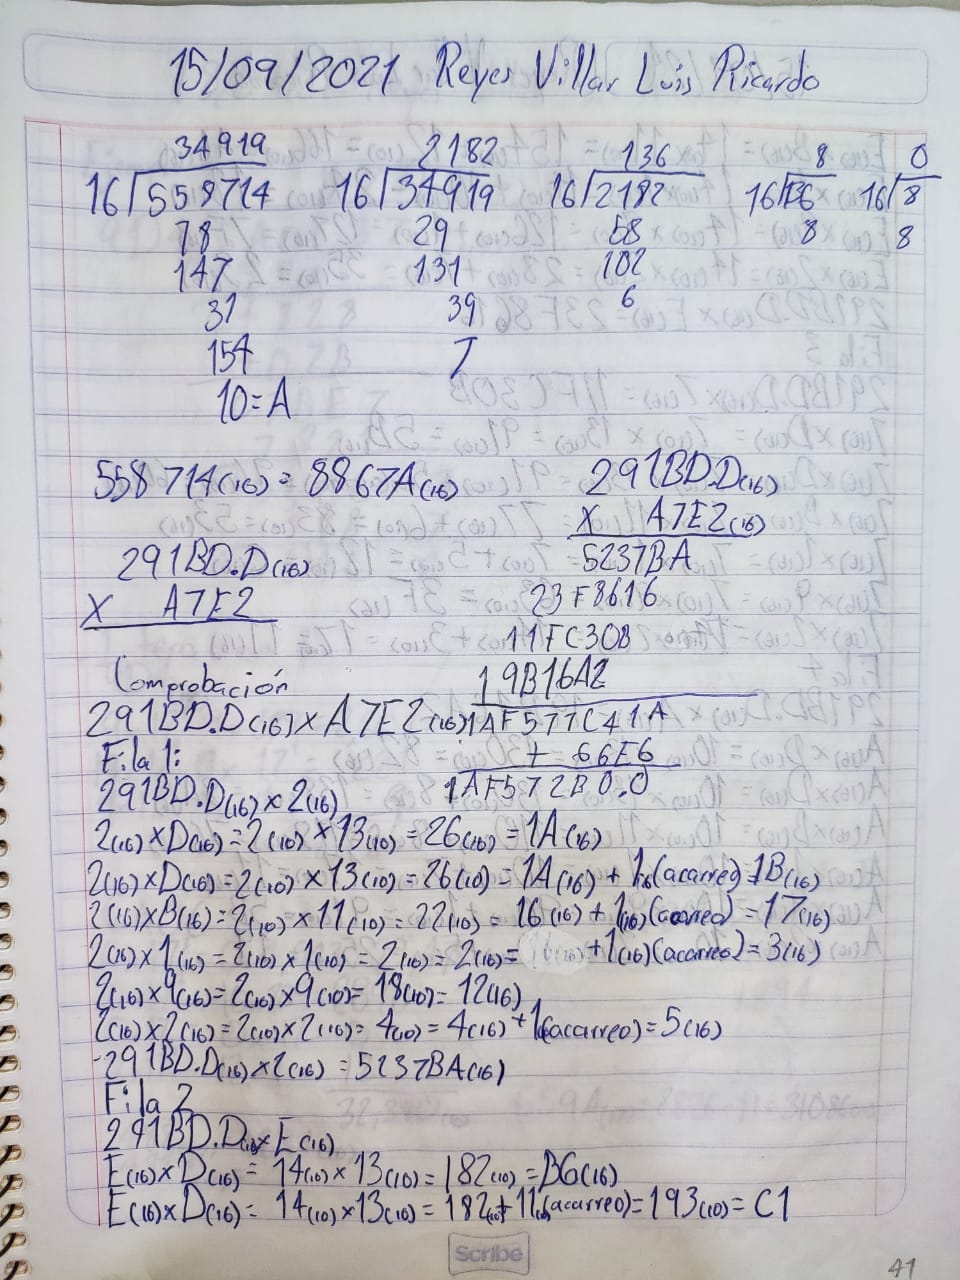 15/09/2021 Reyes Villar Luis Ricardo
34919 2182 136 8 0
16 558714 16 34919 16 2182 16 136 16 8
78 29 58 8 8
147 131 102
31 39 6
154 7
10=A
558714(16) = 8867A(16)
291BD.D(16)
X A7E2(16)
291BD.D(16)
X A7E2
5237BA
23F8616
11FC30B
19B16A2
Comprobación
291BD.D(16) x A7E2(16)
1AF577C41A
+ 66E6
1AF572B0.0
Fila 1:
291BD.D(16) x 2(16)
2(16) x D(16) = 2(10) x 13(10) = 26(10) = 1A(16)
2(16) x D(16) = 2(10) x 13(10) = 26(10) = 1A(16) + 1(16)(acarreo) = 1B(16)
2(16) x B(16) = 2(10) x 11(10) = 22(10) = 16(16) + 1(16)(acarreo) = 17(16)
2(16) x 1(16) = 2(10) x 1(10) = 2(10) = 2(16) = + 1(16)(acarreo) = 3(16)
2(16) x 9(16) = 2(10) x 9(10) = 18(10) = 12(16)
2(16) x 2(16) = 2(10) x 2(10) = 4(10) = 4(16) + 1(acarreo) = 5(16)
291BD.D(16) x 2(16) = 5237BA(16)
Fila 2
291BD.D(16) x E(16)
E(16) x D(16) = 14(10) x 13(10) = 182(10) = B6(16)
E(16) x D(16) = 14(10) x 13(10) = 182(10) + 11(10)(acarreo) = 193(10) = C1
Scribe
41